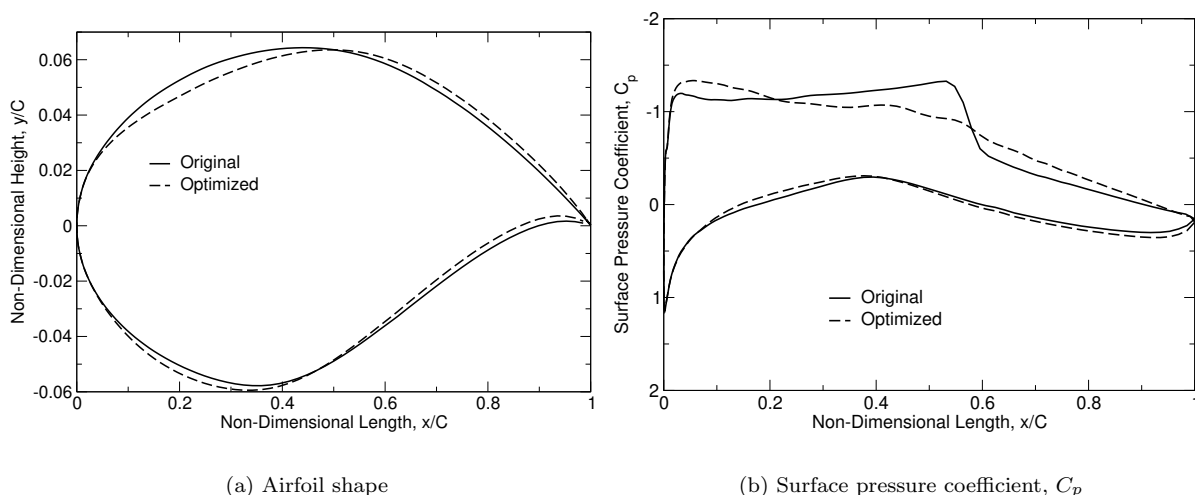 0.06
0.04
0.02
0
-0.02
-0.04
-0.06
Non-Dimensional Height, y/C
Original
Optimized
0 0.2 0.4 0.6 0.8 1
Non-Dimensional Length, x/C
(a) Airfoil shape
-2
-1
0
1
2
Surface Pressure Coefficient, C_p
Original
Optimized
0 0.2 0.4 0.6 0.8 1
Non-Dimensional Length, x/C
(b) Surface pressure coefficient, C_p